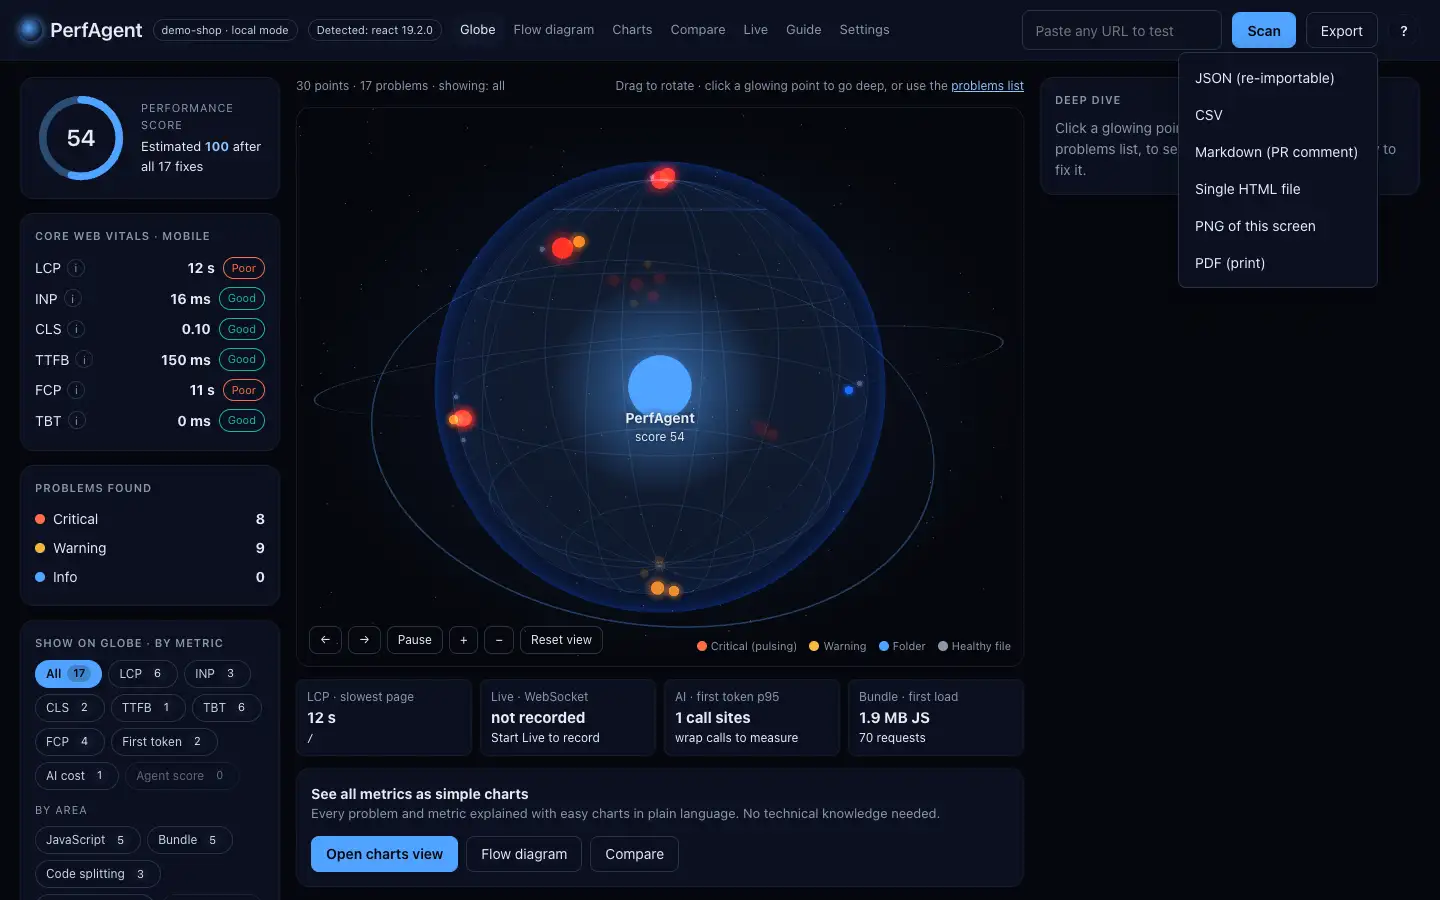 PerfAgent
demo-shop · local mode
Detected: react 19.2.0
Globe
Flow diagram
Charts
Compare
Live
Guide
Settings
Paste any URL to test
Scan
Export
?
JSON (re-importable)
CSV
Markdown (PR comment)
Single HTML file
PNG of this screen
PDF (print)
54
PERFORMANCE
SCORE
Estimated 100 after
all 17 fixes
CORE WEB VITALS · MOBILE
LCP i 12 s Poor
INP i 16 ms Good
CLS i 0.10 Good
TTFB i 150 ms Good
FCP i 11 s Poor
TBT i 0 ms Good
PROBLEMS FOUND
Critical 8
Warning 9
Info 0
SHOW ON GLOBE · BY METRIC
All 17 LCP 6 INP 3
CLS 2 TTFB 1 TBT 6
FCP 4 First token 2
AI cost 1 Agent score 0
BY AREA
JavaScript 5 Bundle 5
Code splitting 3
30 points · 17 problems · showing: all
Drag to rotate · click a glowing point to go deep, or use the problems list
PerfAgent
score 54
← → Pause + − Reset view
Critical (pulsing) Warning Folder Healthy file
LCP · slowest page
12 s
/
Live · WebSocket
not recorded
Start Live to record
AI · first token p95
1 call sites
wrap calls to measure
Bundle · first load
1.9 MB JS
70 requests
See all metrics as simple charts
Every problem and metric explained with easy charts in plain language. No technical knowledge needed.
Open charts view Flow diagram Compare
DEEP DIVE
Click a glowing
problems list, to to
fix it.